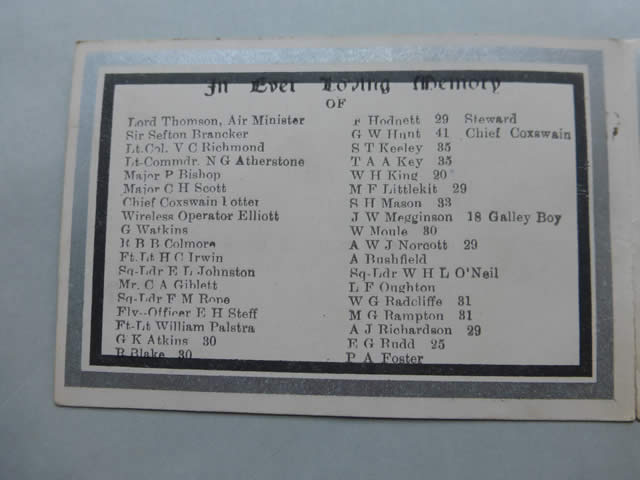 In Ever Loving Memory
OF
Lord Thomson, Air Minister
Sir Sefton Brancker
Lt.Col. V C Richmond
Lt-Commdr. N G Atherstone
Major P Bishop
Major C H Scott
Chief Coxswain Potter
Wireless Operator Elliott
G Watkins
R B B Colmore
Ft.Lt H C Irwin
Sq-Ldr E L Johnston
Mr. C A Giblett
Sq-Ldr F M Rope
Fly--Officer E H Steff
Ft-Lt William Palstra
G K Atkins 30
R Blake 30
F Hodnett 29 Steward
G W Hunt 41 Chief Coxswain
S T Keeley 35
T A A Key 35
W H King 20
M F Littlekit 29
S H Mason 33
J W Megginson 18 Galley Boy
W Moule 30
A W J Norcott 29
A Bushfield
Sq-Ldr W H L O'Neil
L F Oughton
W G Radcliffe 31
M G Rampton 31
A J Richardson 29
E G Rudd 25
P A Foster